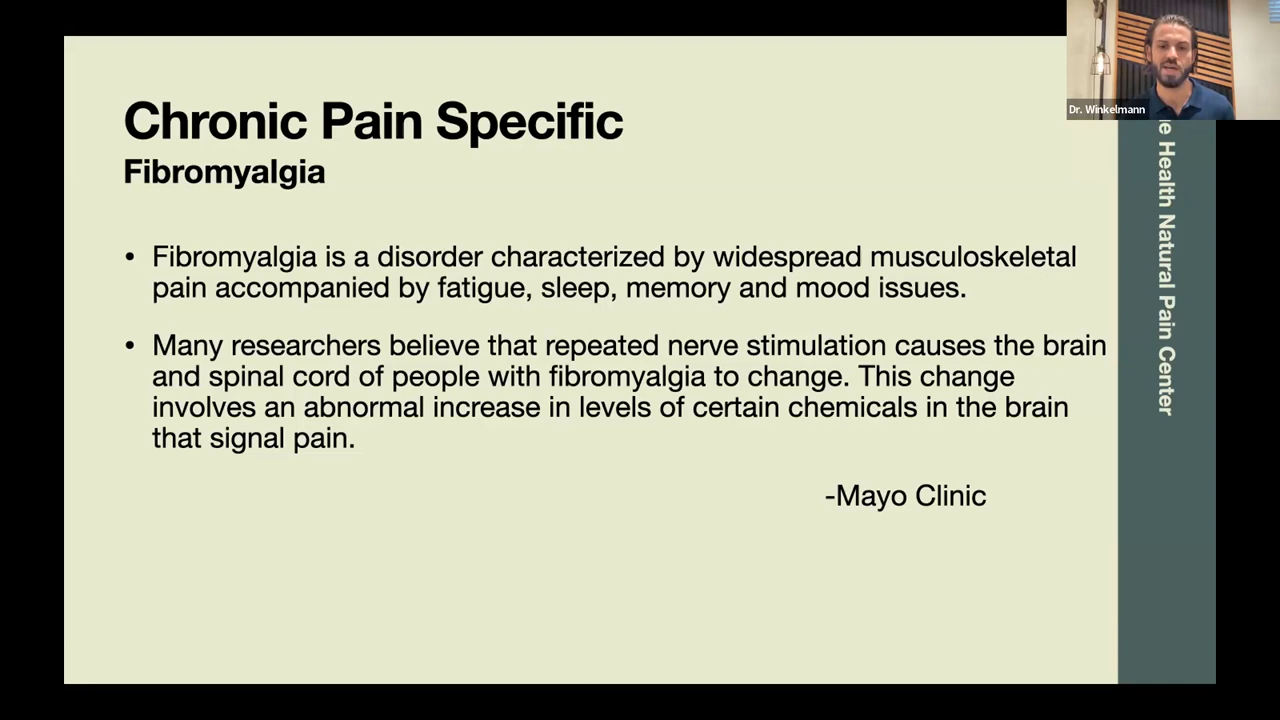 Chronic Pain Specific
Fibromyalgia
• Fibromyalgia is a disorder characterized by widespread musculoskeletal
pain accompanied by fatigue, sleep, memory and mood issues.
• Many researchers believe that repeated nerve stimulation causes the brain
and spinal cord of people with fibromyalgia to change. This change
involves an abnormal increase in levels of certain chemicals in the brain
that signal pain.
-Mayo Clinic
Dr. Winkelmann
Health Natural Pain Center